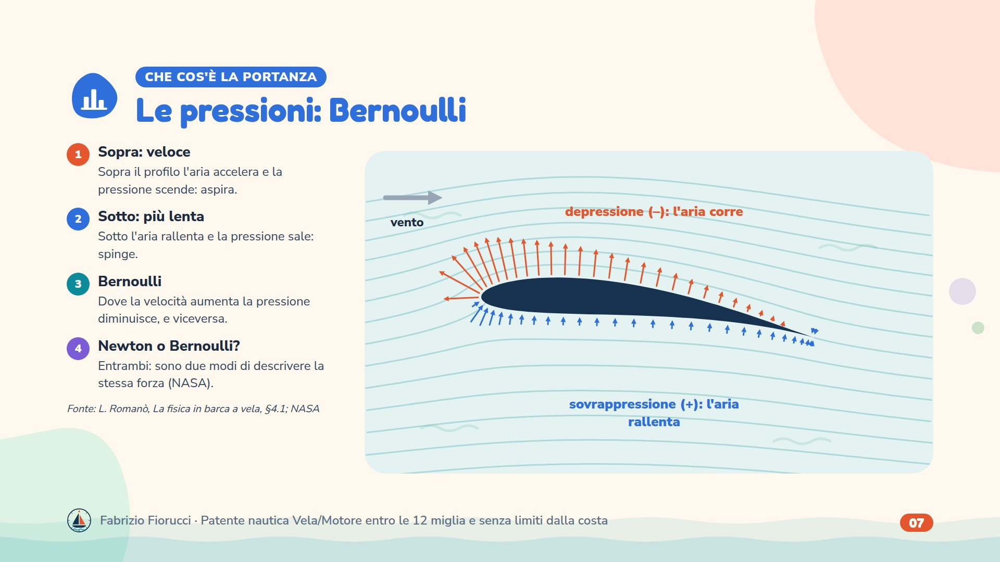 CHE COS'È LA PORTANZA
Le pressioni: Bernoulli
1
Sopra: veloce
Sopra il profilo l'aria accelera e la
pressione scende: aspira.
2
Sotto: più lenta
Sotto l'aria rallenta e la pressione sale:
spinge.
3
Bernoulli
Dove la velocità aumenta la pressione
diminuisce, e viceversa.
4
Newton o Bernoulli?
Entrambi: sono due modi di descrivere la
stessa forza (NASA).
Fonte: L. Romanò, La fisica in barca a vela, §4.1; NASA
vento
depressione (–): l'aria corre
sovrappressione (+): l'aria
rallenta
Fabrizio Fiorucci · Patente nautica Vela/Motore entro le 12 miglia e senza limiti dalla costa
07